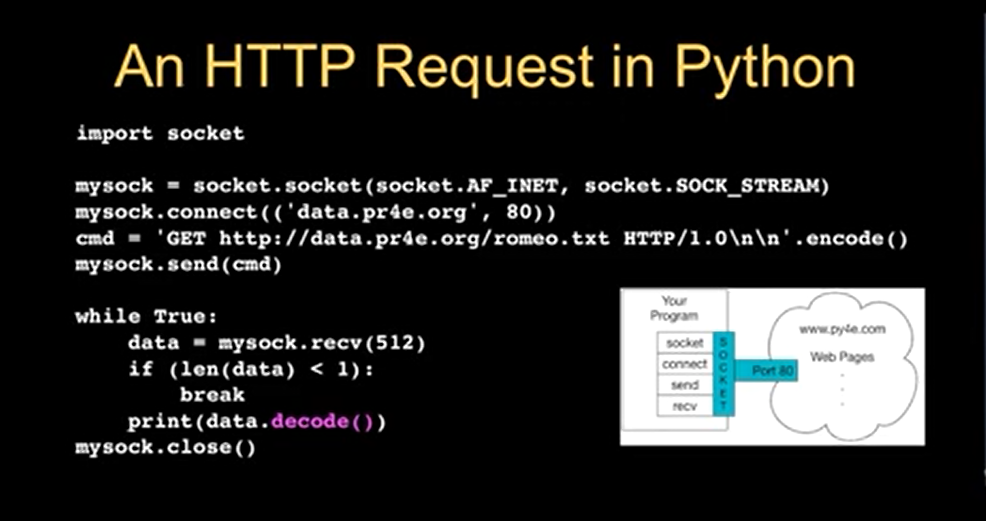 An HTTP Request in Python
import socket
mysock = socket.socket(socket.AF_INET, socket.SOCK_STREAM)
mysock.connect(('data.pr4e.org', 80))
cmd = 'GET http://data.pr4e.org/romeo.txt HTTP/1.0\n\n'.encode()
mysock.send(cmd)
while True:
    data = mysock.recv(512)
    if (len(data) < 1):
        break
    print(data.decode())
mysock.close()
Your
Program
socket
connect
send
recv
SOCKET
Port 80
www.py4e.com
Web Pages
.
.
.